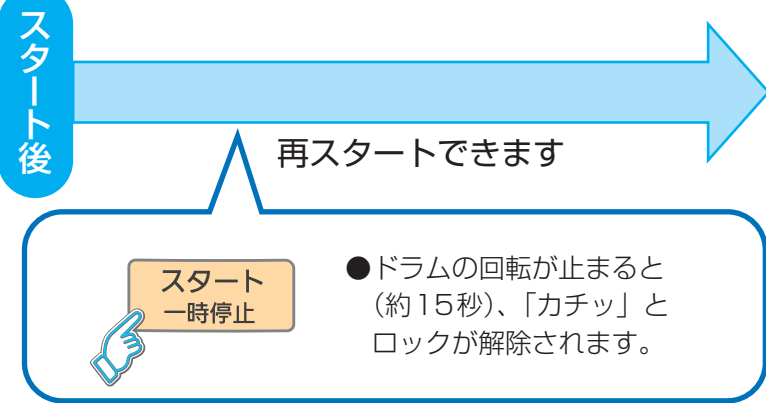 スタート後
再スタートできます
スタート
一時停止
●ドラムの回転が止まると
（約15秒）、「カチッ」と
ロックが解除されます。